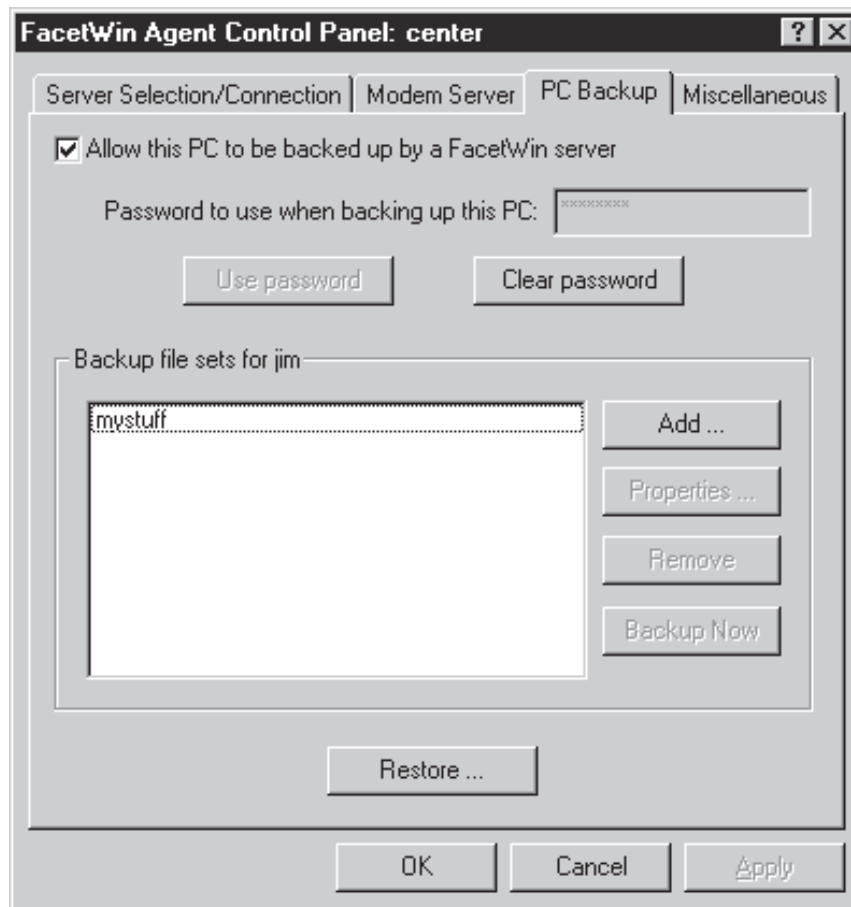 FacetWin Agent Control Panel: center
Server Selection/Connection Modem Server PC Backup Miscellaneous
Allow this PC to be backed up by a FacetWin server
Password to use when backing up this PC: ********
Use password Clear password
Backup file sets for jim
mystuff
Add ...
Properties ...
Remove
Backup Now
Restore ...
OK Cancel Apply